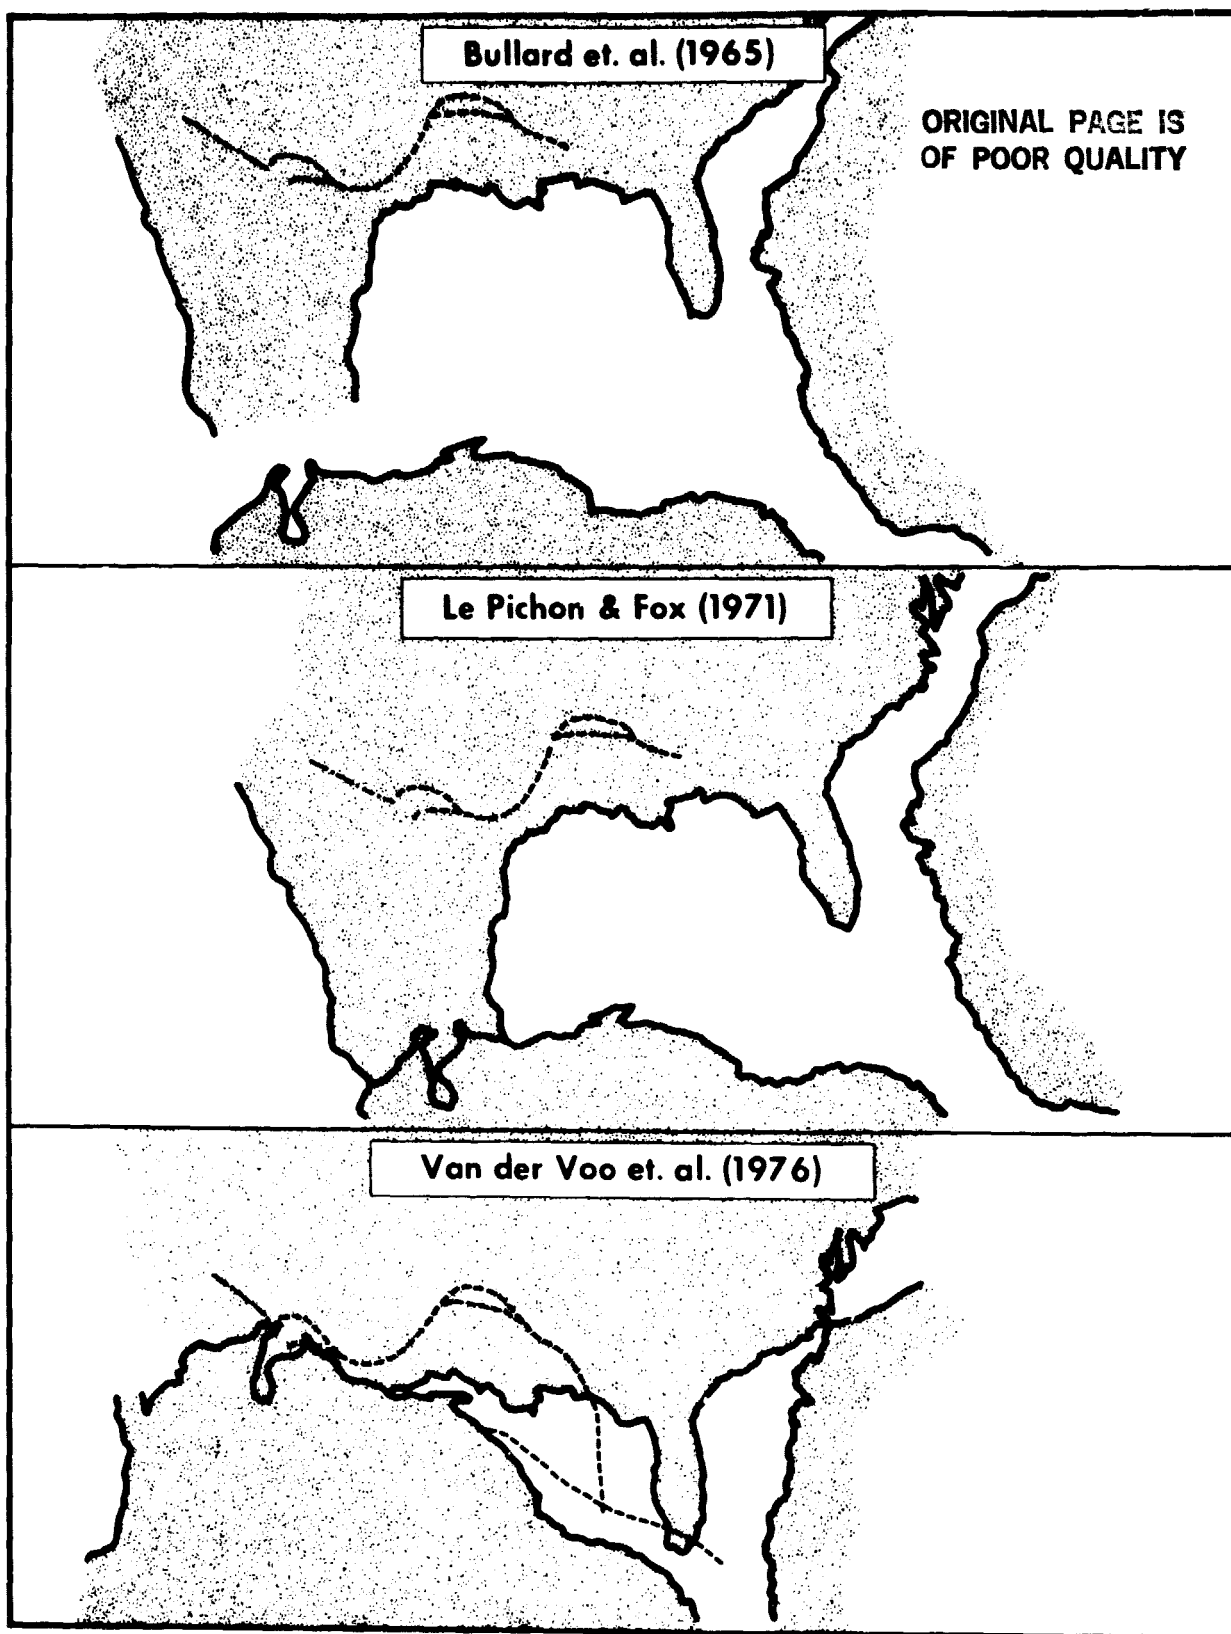 Bullard et. al. (1965)
ORIGINAL PAGE IS
OF POOR QUALITY
Le Pichon & Fox (1971)
Van der Voo et. al. (1976)